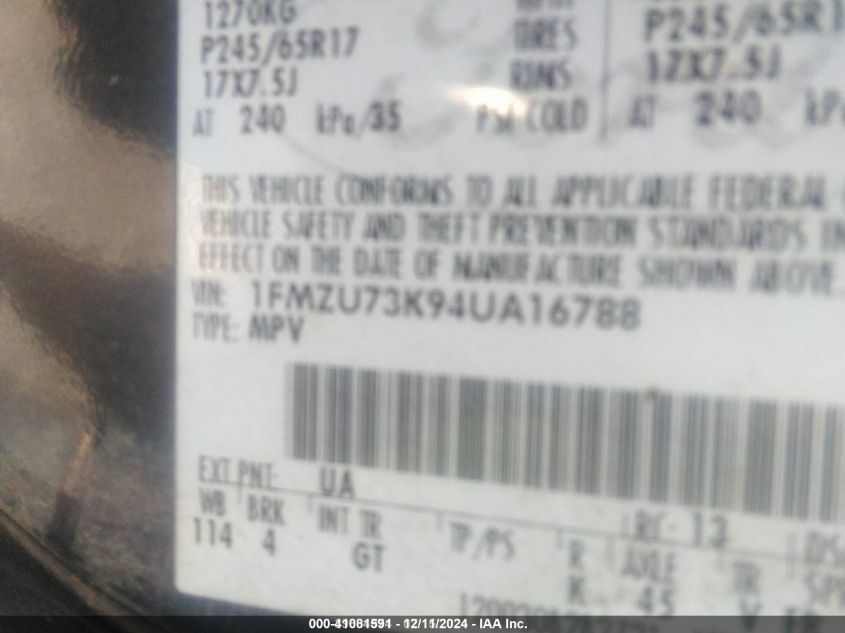 1270KG
P245/65R17 TIRES P245/65R1
17X7.5J RIMS 17X7.5J
AT 240 kPa/35 PSI COLD AT 240 kPa
THIS VEHICLE CONFORMS TO ALL APPLICABLE FEDERAL
VEHICLE SAFETY AND THEFT PREVENTION STANDARDS IN
EFFECT ON THE DATE OF MANUFACTURE SHOWN ABOVE.
VIN: 1FMZU73K94UA16788
TYPE: MPV
EXT PNT: UA
RC: 13
WB BRK INT TR TP/PS R AXLE TR
114 4 GT K 45
000-41081591 - 12/11/2024 - IAA Inc.